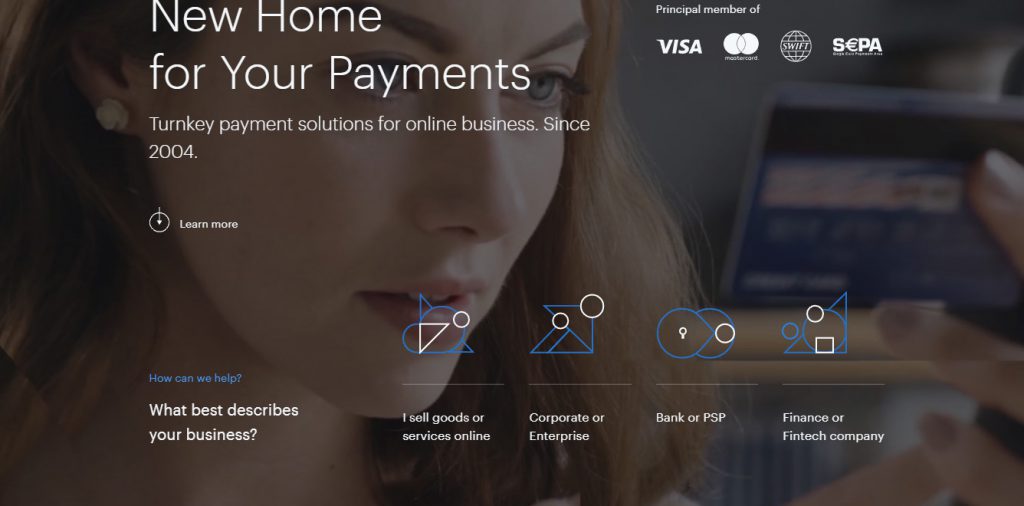 New Home
for Your Payments
Turnkey payment solutions for online business. Since
2004.
Learn more
Principal member of
VISA
mastercard.
SWIFT
S€PA
How can we help?
What best describes
your business?
I sell goods or
services online
Corporate or
Enterprise
Bank or PSP
Finance or
Fintech company